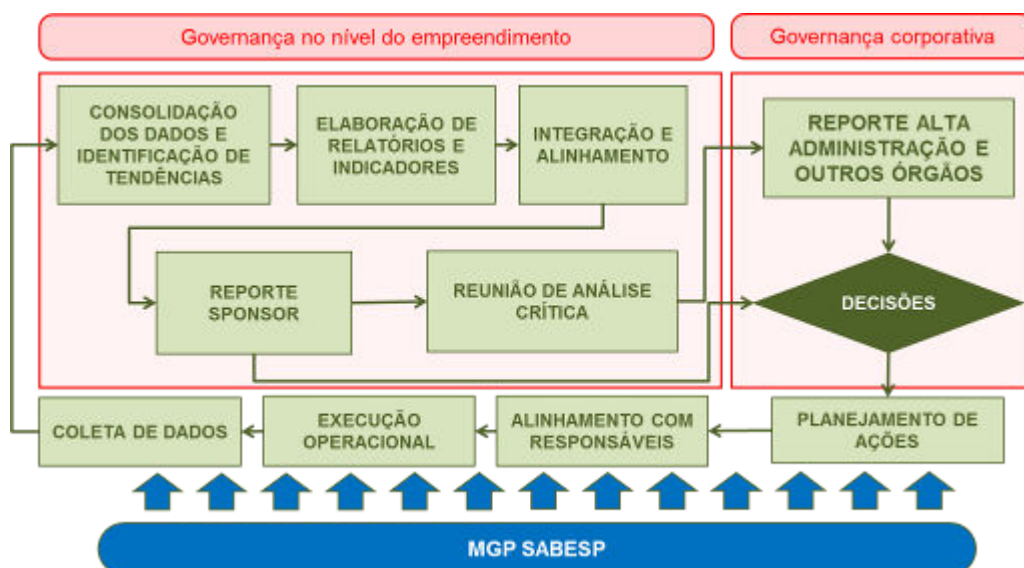 Governança no nível do empreendimento
Governança corporativa
CONSOLIDAÇÃO
DOS DADOS E
IDENTIFICAÇÃO DE
TENDÊNCIAS
ELABORAÇÃO DE
RELATÓRIOS E
INDICADORES
INTEGRAÇÃO E
ALINHAMENTO
REPORTE ALTA
ADMINISTRAÇÃO E
OUTROS ÓRGÃOS
REPORTE
SPONSOR
REUNIÃO DE ANÁLISE
CRÍTICA
DECISÕES
COLETA DE DADOS
EXECUÇÃO
OPERACIONAL
ALINHAMENTO COM
RESPONSÁVEIS
PLANEJAMENTO DE
AÇÕES
MGP SABESP